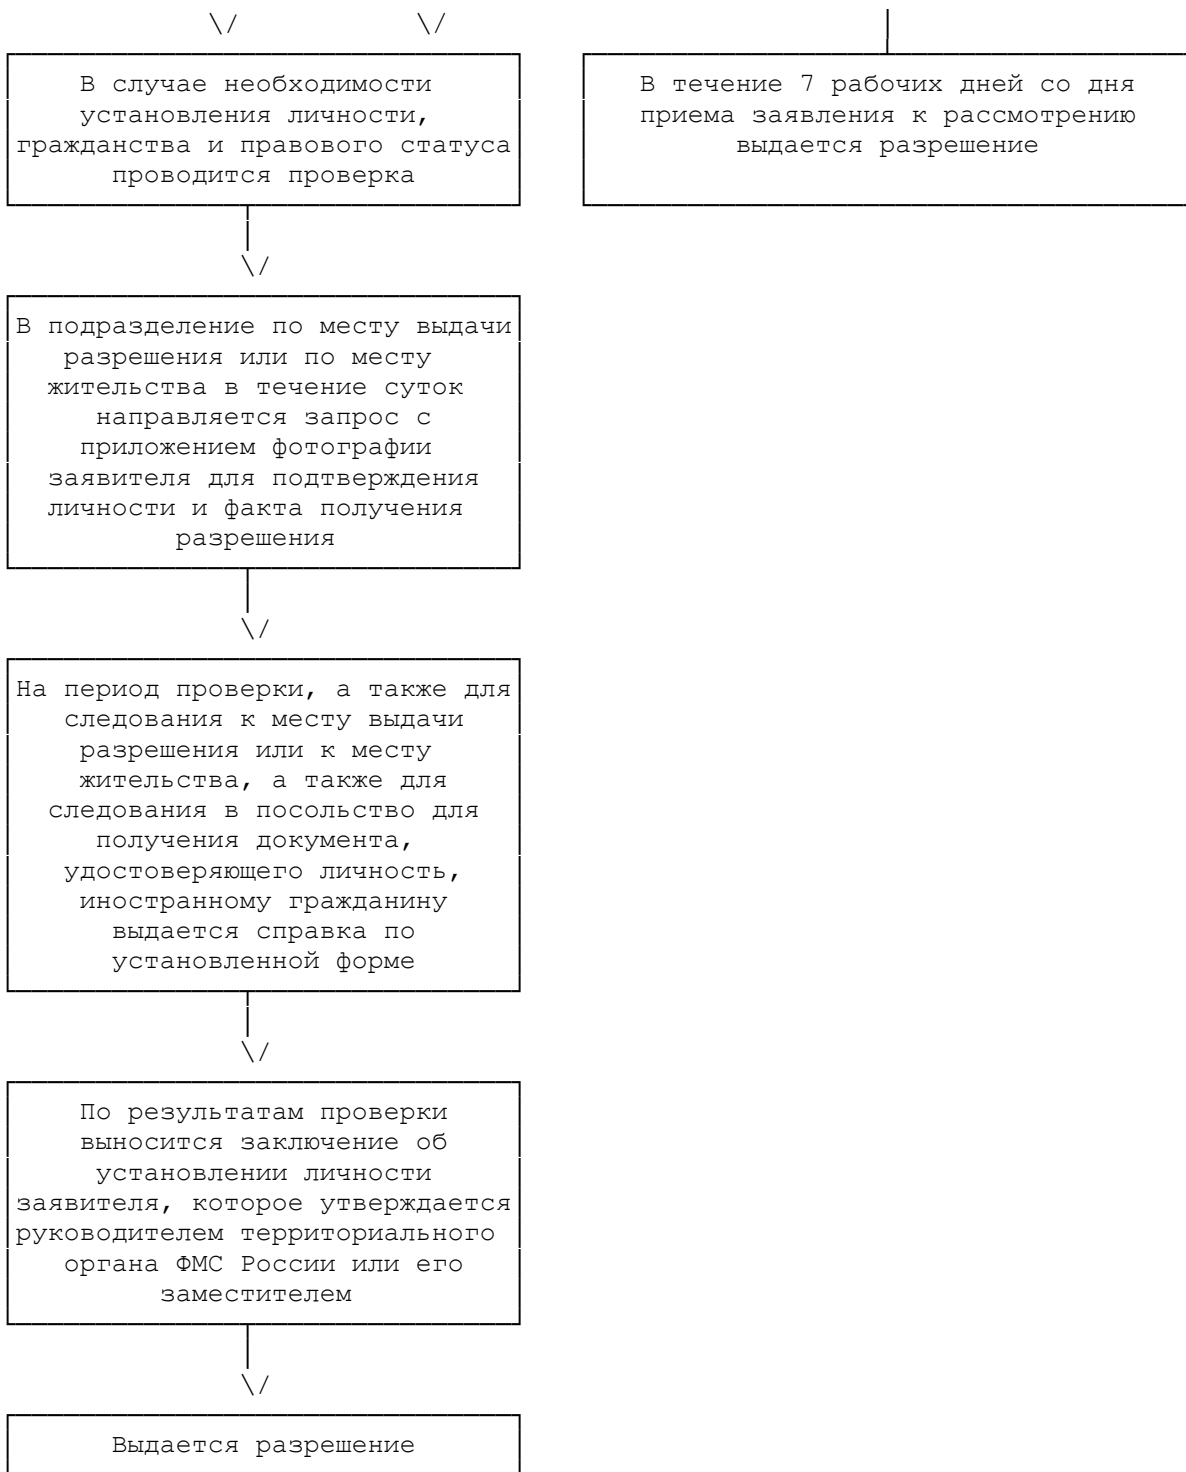 В случае необходимости
установления личности,
гражданства и правового статуса
проводится проверка
В течение 7 рабочих дней со дня
приема заявления к рассмотрению
выдается разрешение
В подразделение по месту выдачи
разрешения или по месту
жительства в течение суток
направляется запрос с
приложением фотографии
заявителя для подтверждения
личности и факта получения
разрешения
На период проверки, а также для
следования к месту выдачи
разрешения или к месту
жительства, а также для
следования в посольство для
получения документа,
удостоверяющего личность,
иностранному гражданину
выдается справка по
установленной форме
По результатам проверки
выносится заключение об
установлении личности
заявителя, которое утверждается
руководителем территориального
органа ФМС России или его
заместителем
Выдается разрешение